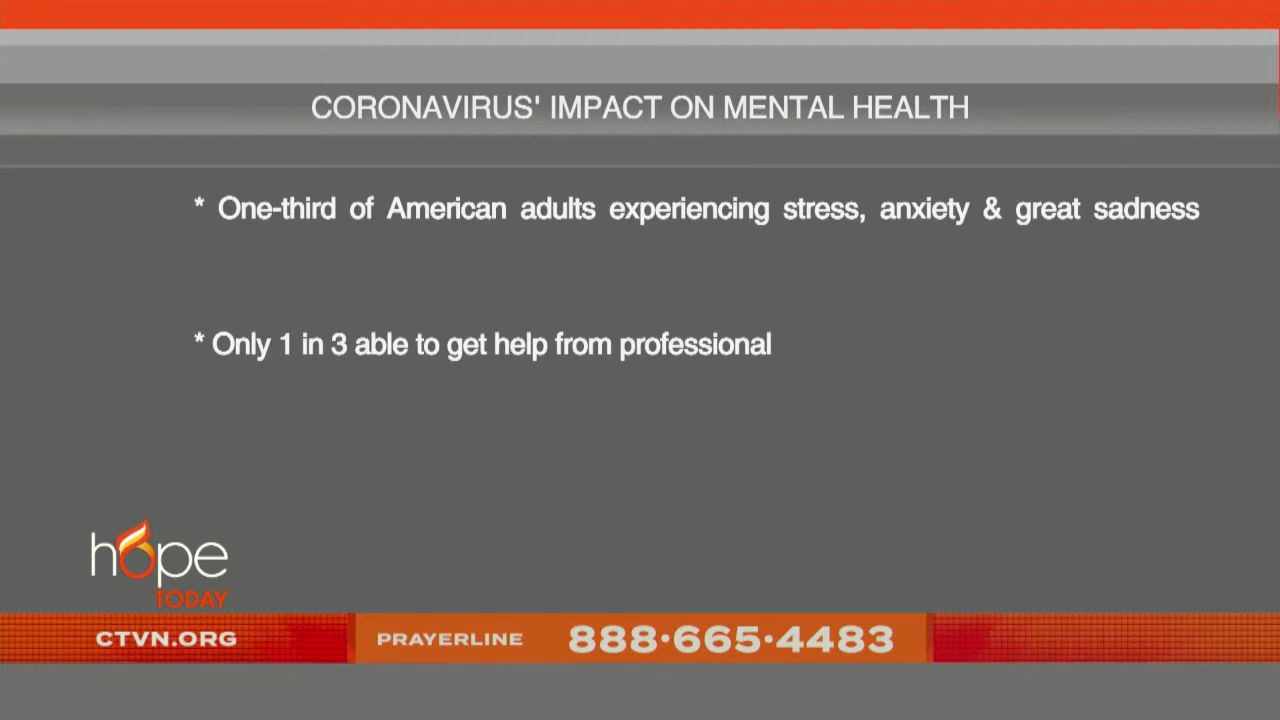 CORONAVIRUS' IMPACT ON MENTAL HEALTH
* One-third of American adults experiencing stress, anxiety & great sadness
* Only 1 in 3 able to get help from professional
hope
TODAY
CTVN.ORG
PRAYERLINE 888·665·4483